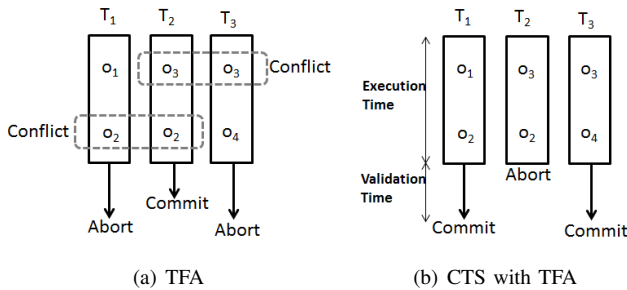 T1 T2 T3
o1 o3 o3 Conflict
Conflict o2 o2 o4
Commit
Abort Abort
(a) TFA
T1 T2 T3
Execution
Time
o1 o3 o3
o2 o2 o4
Validation
Time
Abort
Commit Commit
(b) CTS with TFA